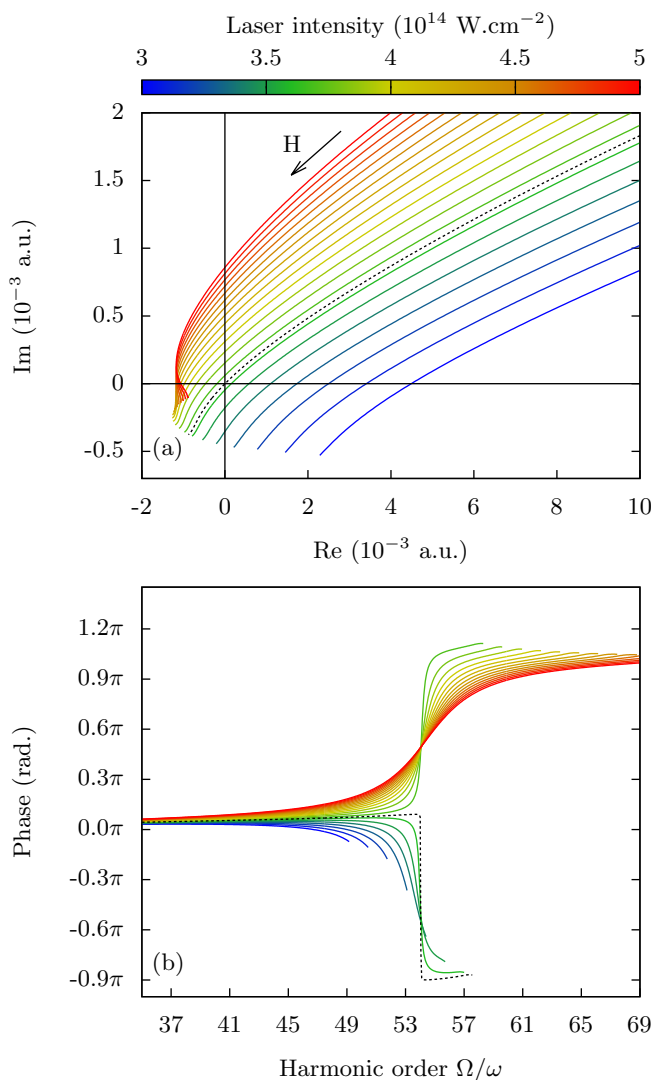 Laser intensity (10¹⁴ W.cm⁻²)
3 3.5 4 4.5 5
2
1.5
1
0.5
0
-0.5
Im (10⁻³ a.u.)
H
(a)
-2 0 2 4 6 8 10
Re (10⁻³ a.u.)
1.2π
0.9π
0.6π
0.3π
0.0π
-0.3π
-0.6π
-0.9π
Phase (rad.)
(b)
37 41 45 49 53 57 61 65 69
Harmonic order Ω/ω